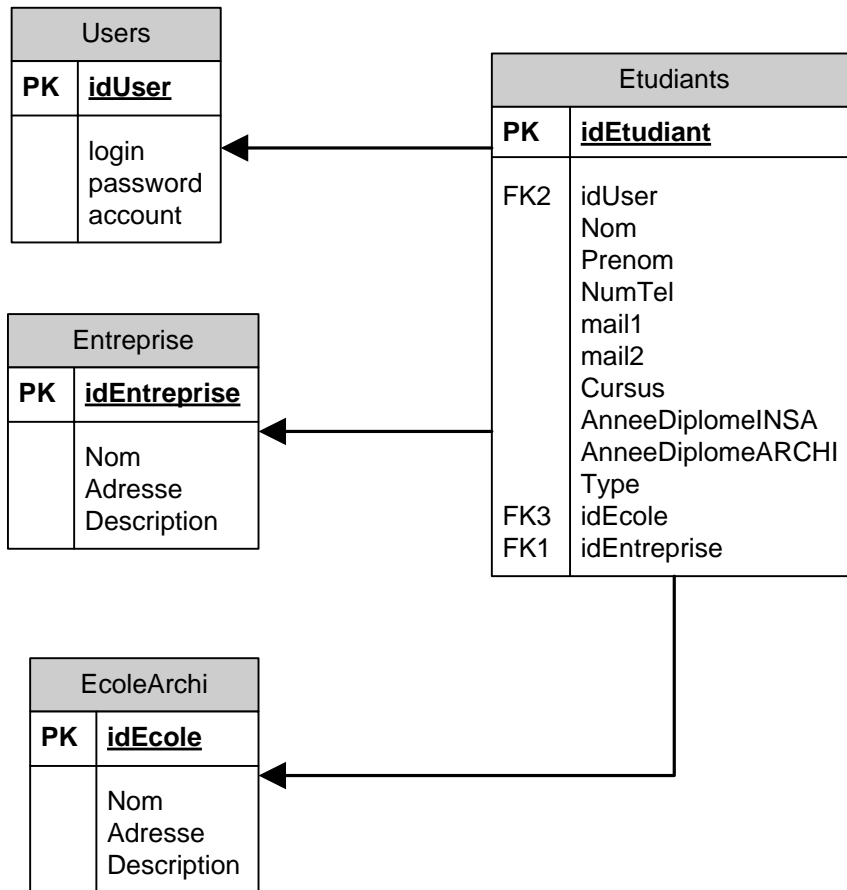 Users
PK idUser
login
password
account
Etudiants
PK idEtudiant
FK2 idUser
Nom
Prenom
NumTel
mail1
mail2
Cursus
AnneeDiplomeINSA
AnneeDiplomeARCHI
Type
FK3 idEcole
FK1 idEntreprise
Entreprise
PK idEntreprise
Nom
Adresse
Description
EcoleArchi
PK idEcole
Nom
Adresse
Description